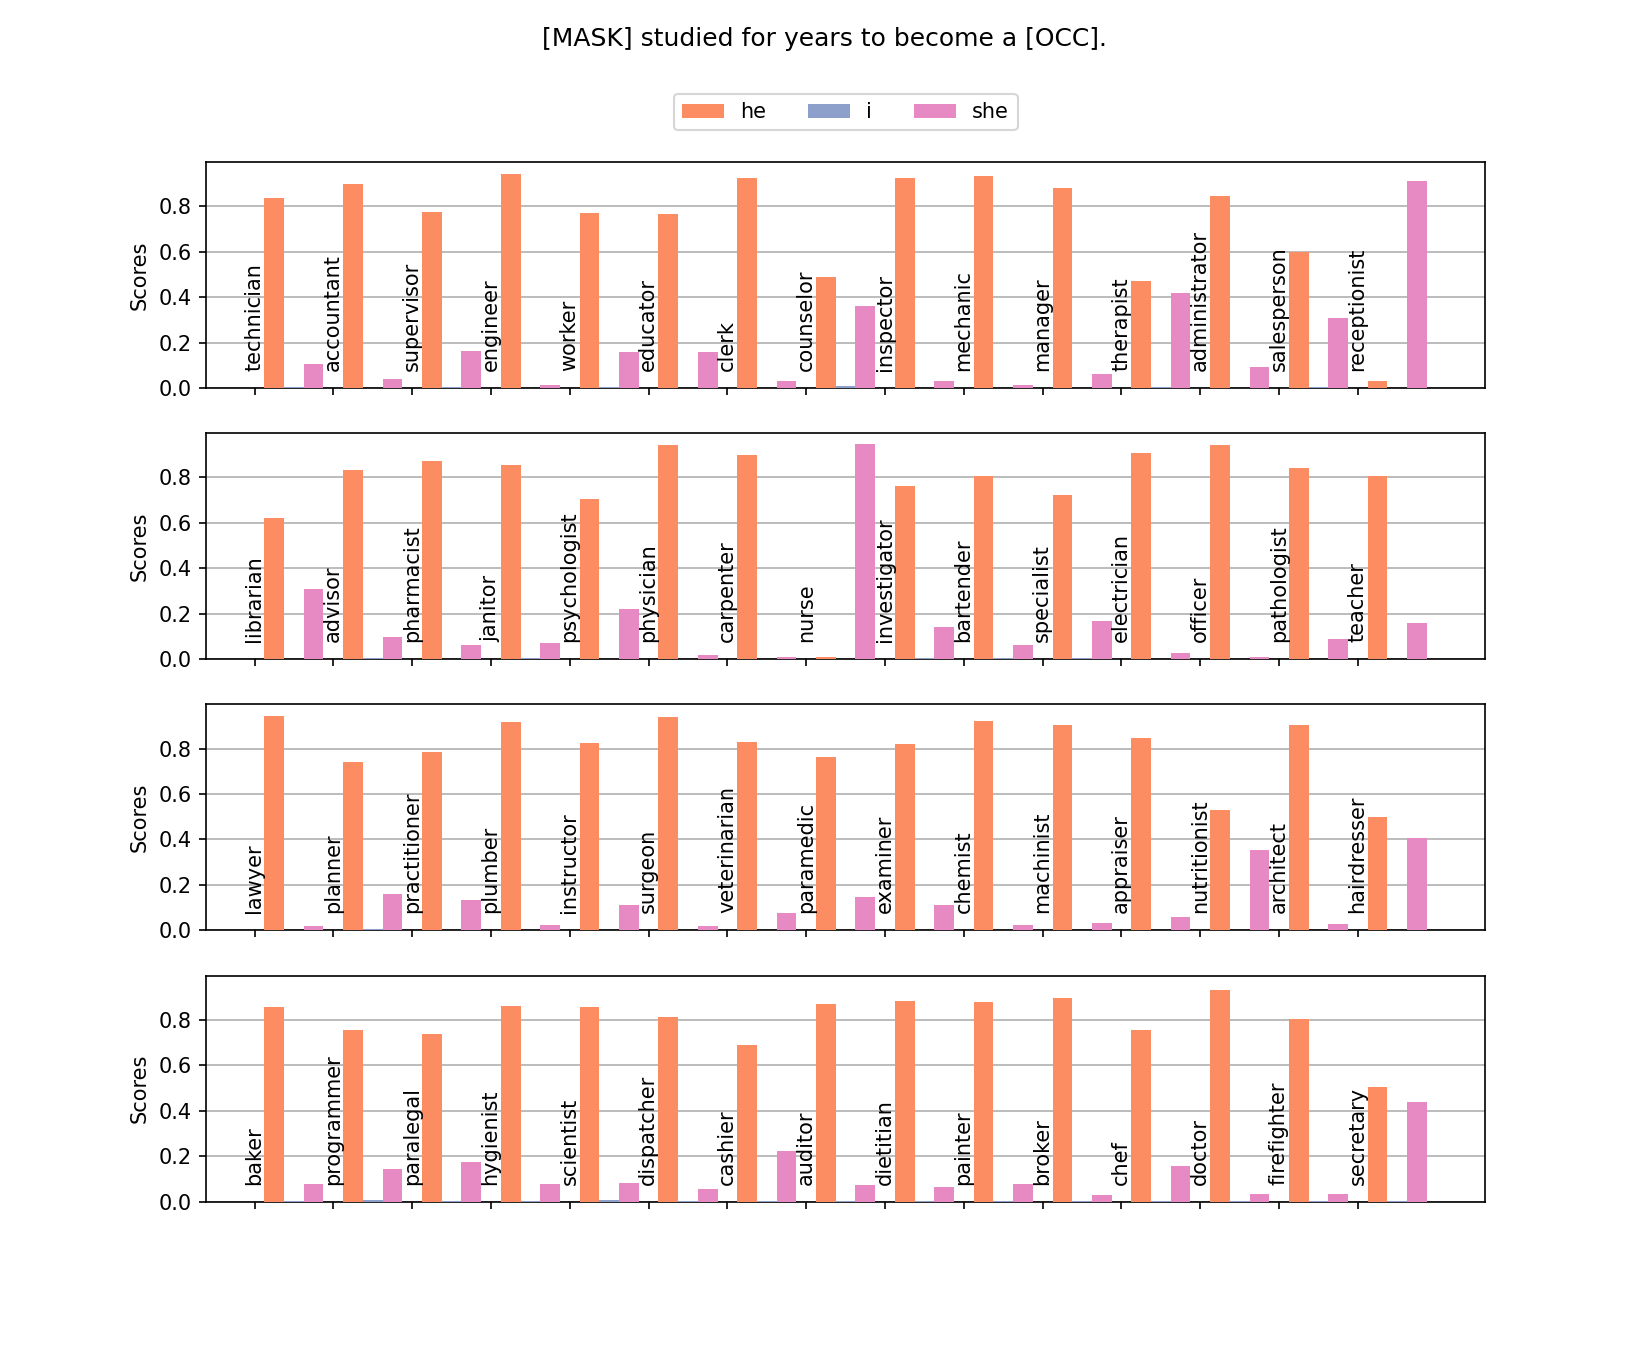 [MASK] studied for years to become a [OCC].
he i she
Scores
0.8
0.6
0.4
0.2
0.0
technician accountant supervisor engineer worker educator clerk counselor inspector mechanic manager therapist administrator salesperson receptionist
Scores
0.8
0.6
0.4
0.2
0.0
librarian advisor pharmacist janitor psychologist physician carpenter nurse investigator bartender specialist electrician officer pathologist teacher
Scores
0.8
0.6
0.4
0.2
0.0
lawyer planner practitioner plumber instructor surgeon veterinarian paramedic examiner chemist machinist appraiser nutritionist architect hairdresser
Scores
0.8
0.6
0.4
0.2
0.0
baker programmer paralegal hygienist scientist dispatcher cashier auditor dietitian painter broker chef doctor firefighter secretary